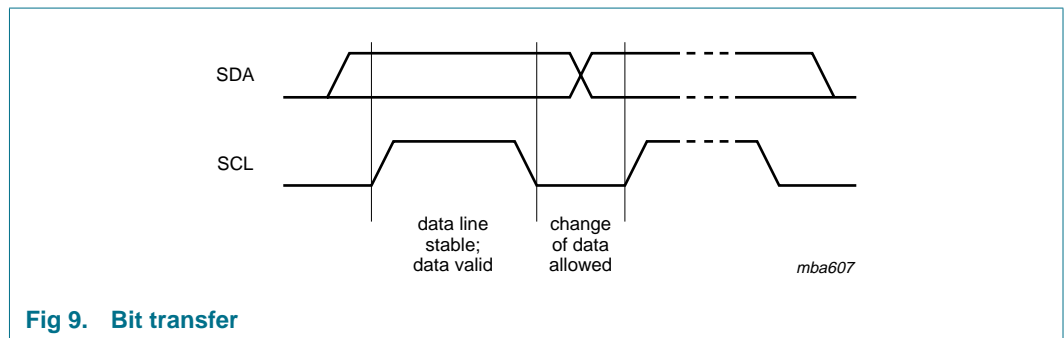 SDA
SCL
data line
stable;
data valid
change
of data
allowed
mba607
Fig 9. Bit transfer